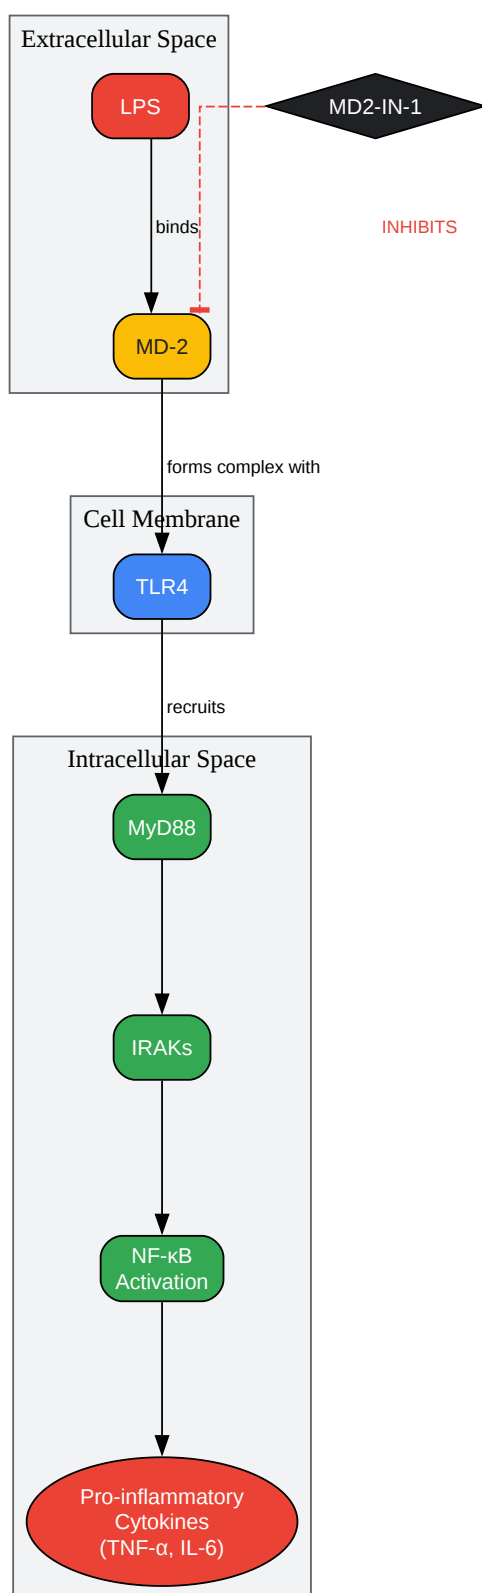 Extracellular Space
LPS
MD2-IN-1
binds
INHIBITS
MD-2
forms complex with
Cell Membrane
TLR4
recruits
Intracellular Space
MyD88
IRAKs
NF-κB
Activation
Pro-inflammatory
Cytokines
(TNF-α, IL-6)